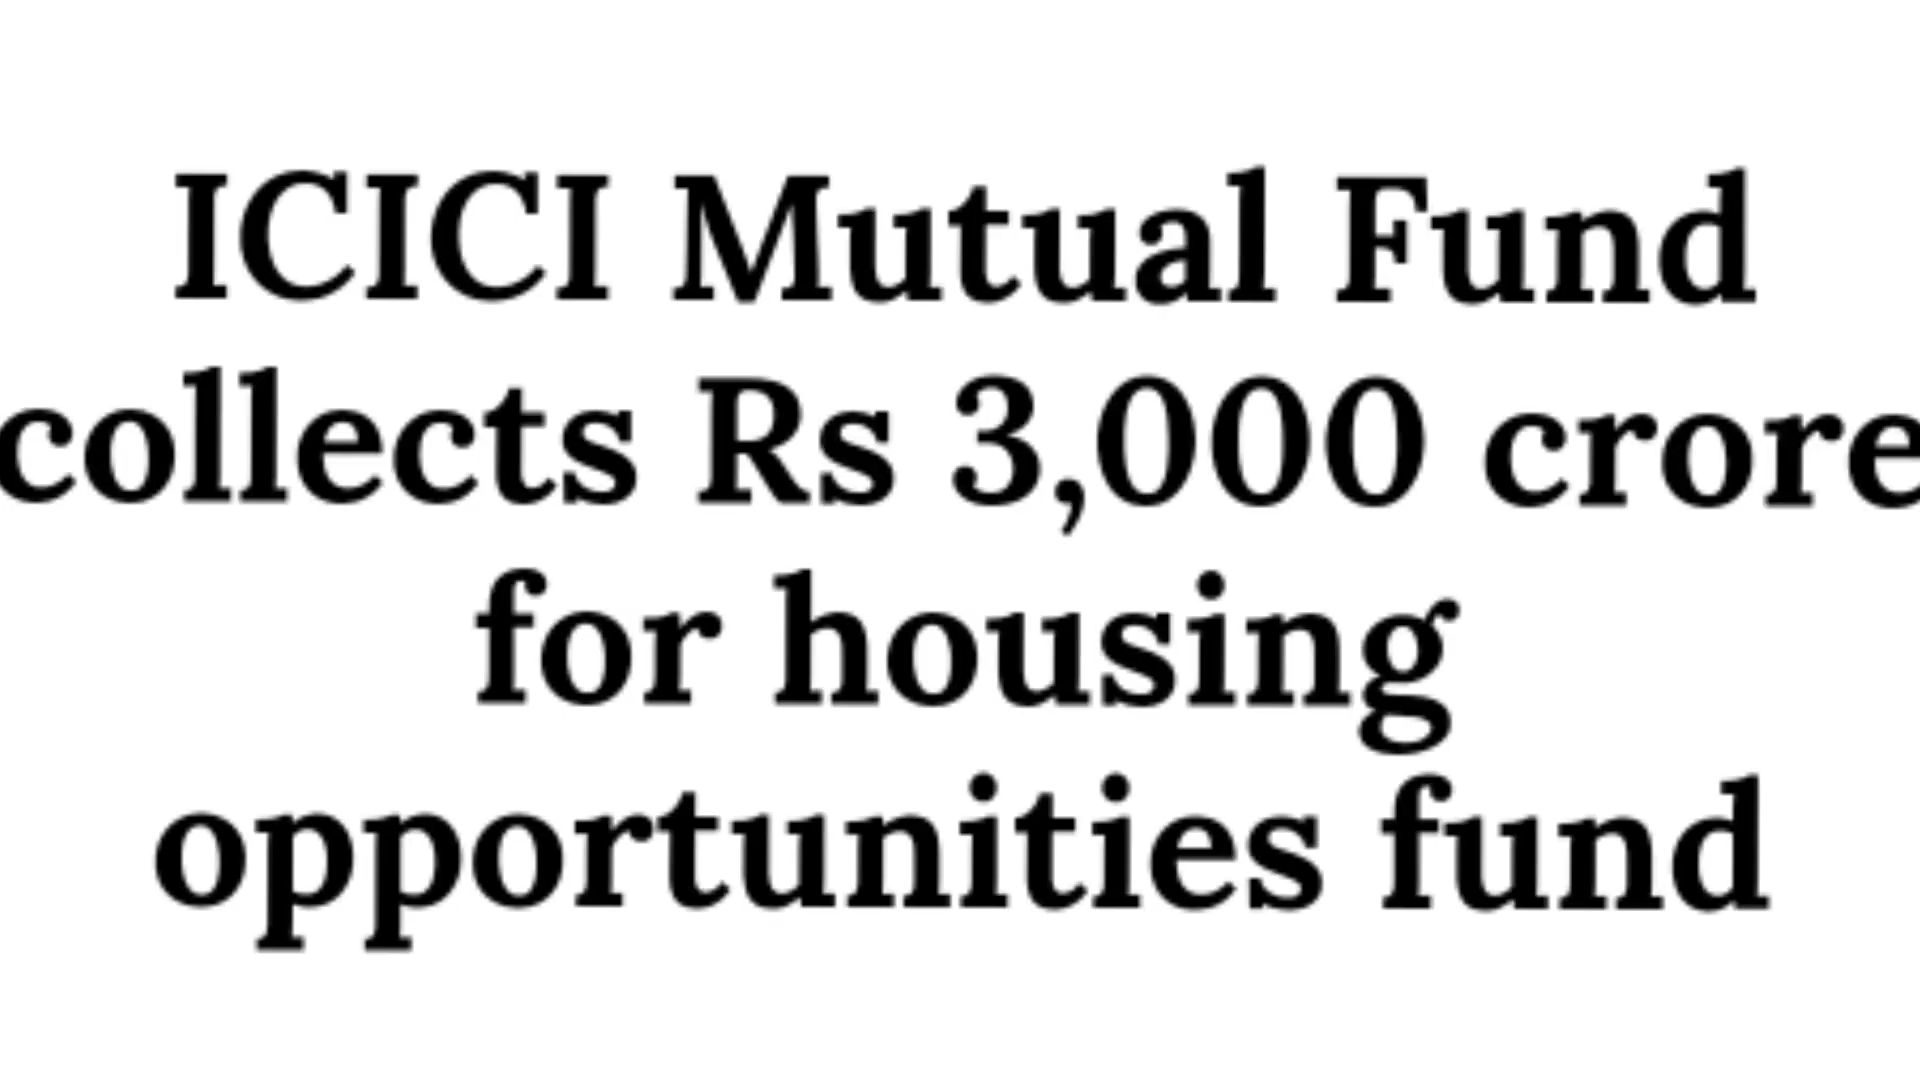 ICICI Mutual Fund
collects Rs 3,000 crore
for housing
opportunities fund